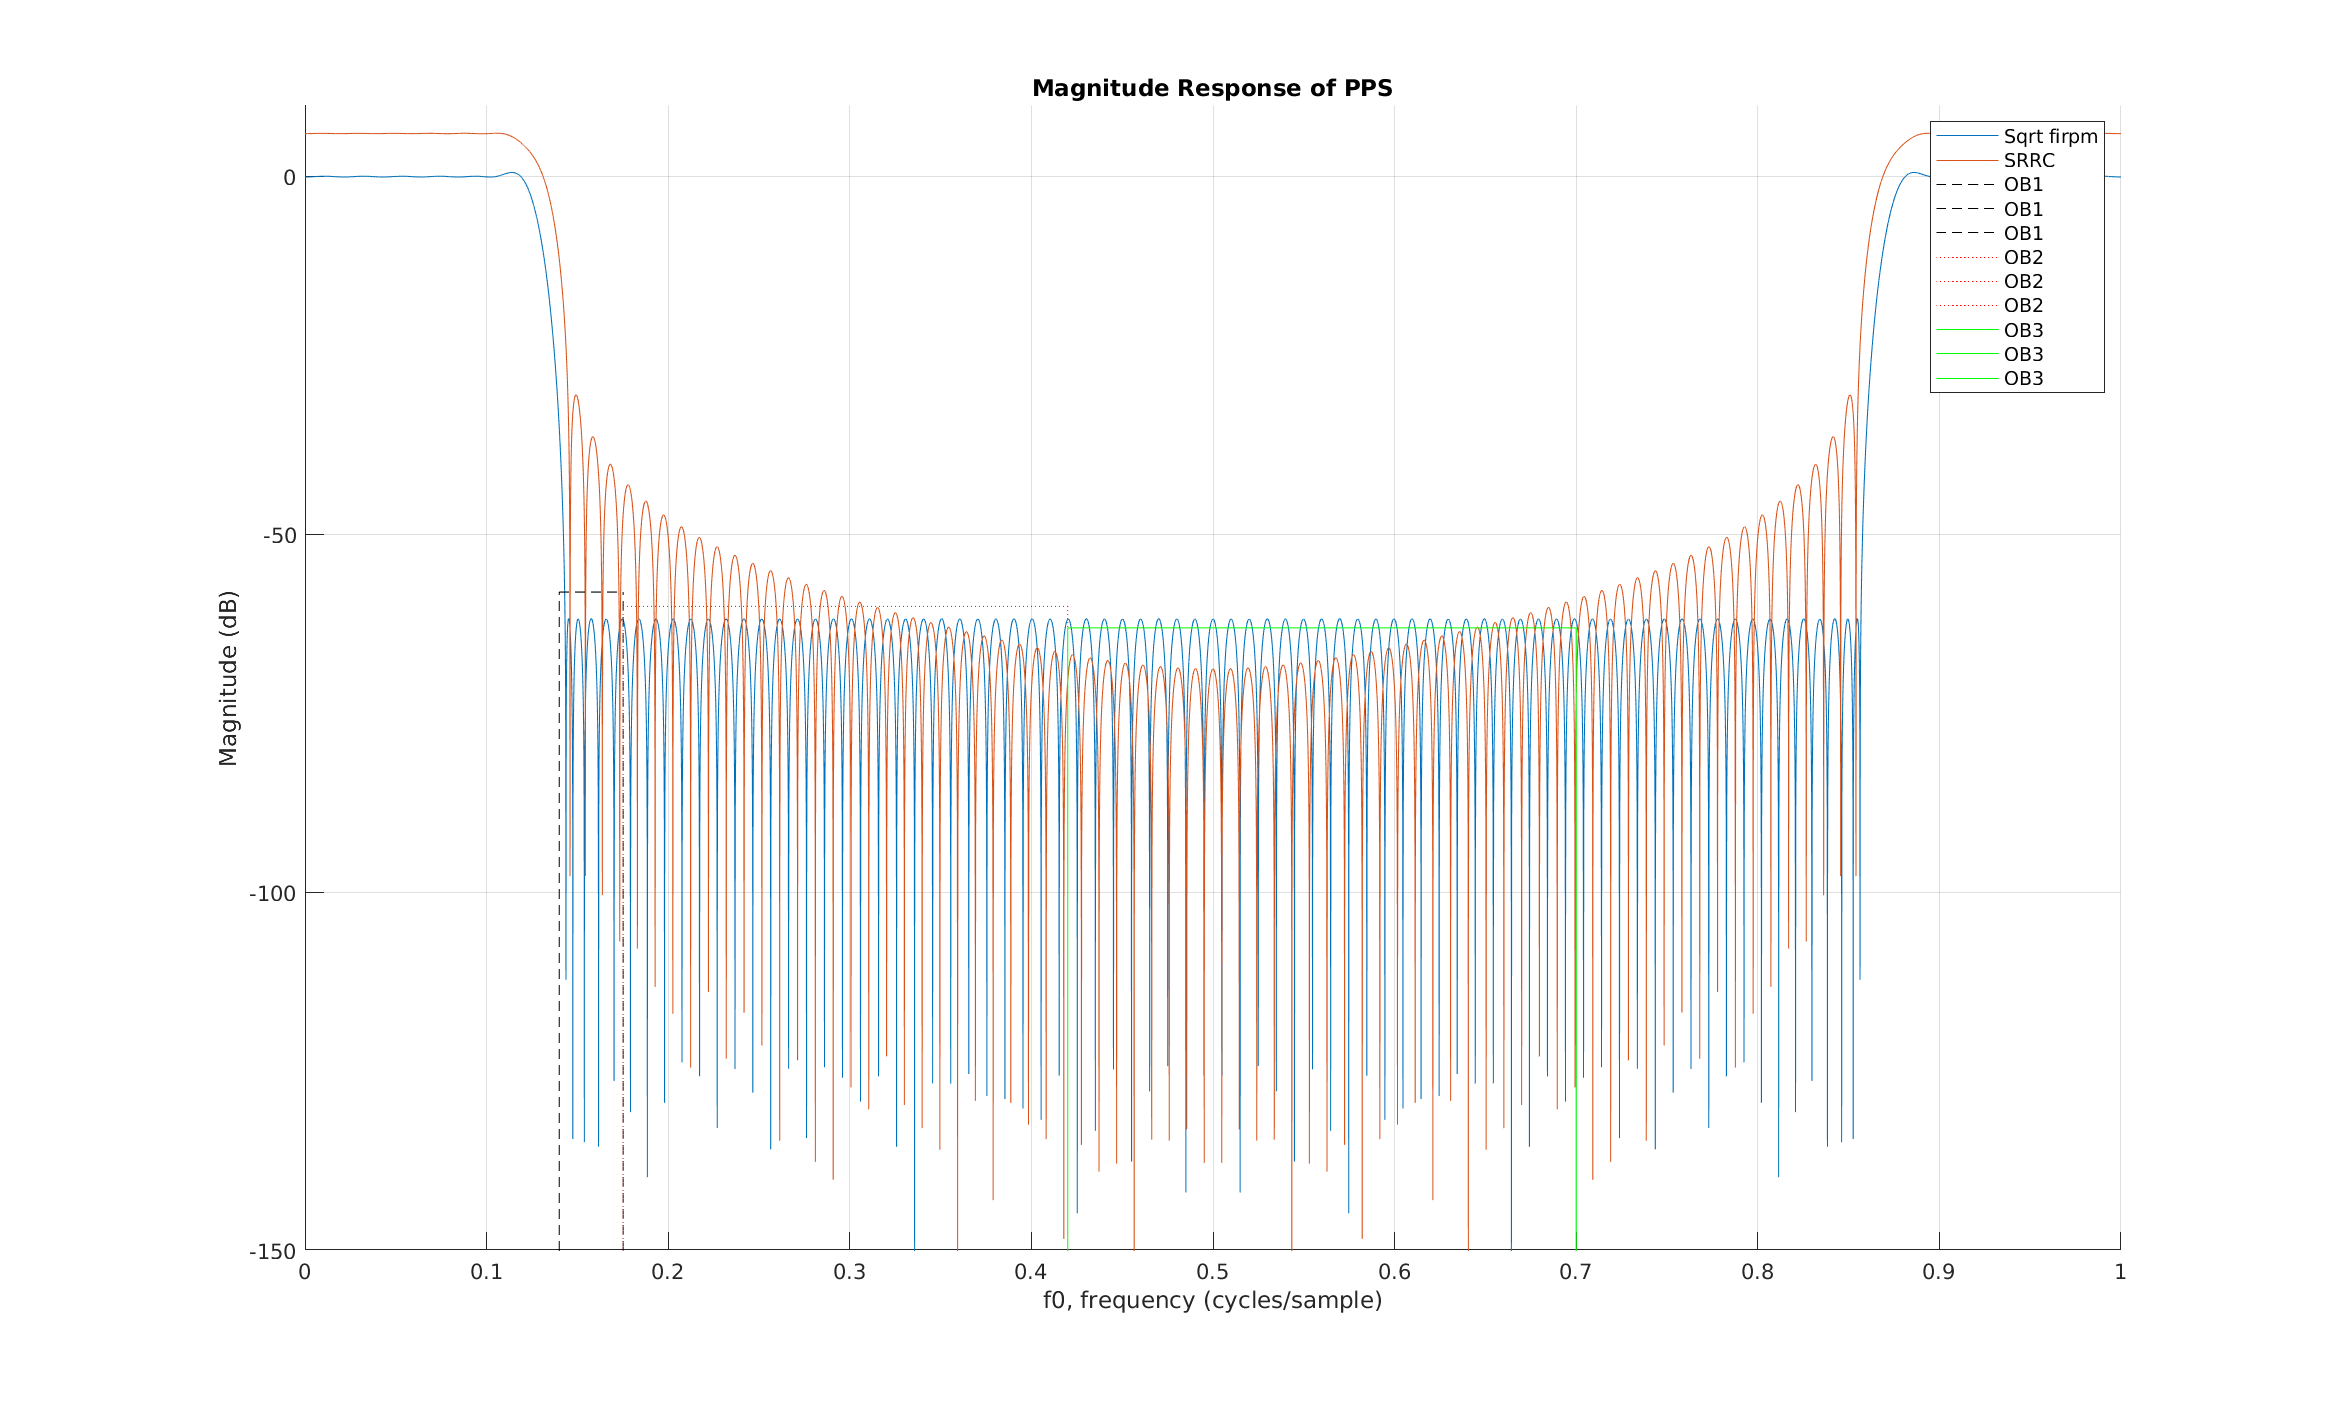 Magnitude Response of PPS
Sqrt firpm
SRRC
OB1
OB1
OB1
OB2
OB2
OB2
OB3
OB3
OB3
0
-50
-100
-150
Magnitude (dB)
0 0.1 0.2 0.3 0.4 0.5 0.6 0.7 0.8 0.9 1
f0, frequency (cycles/sample)